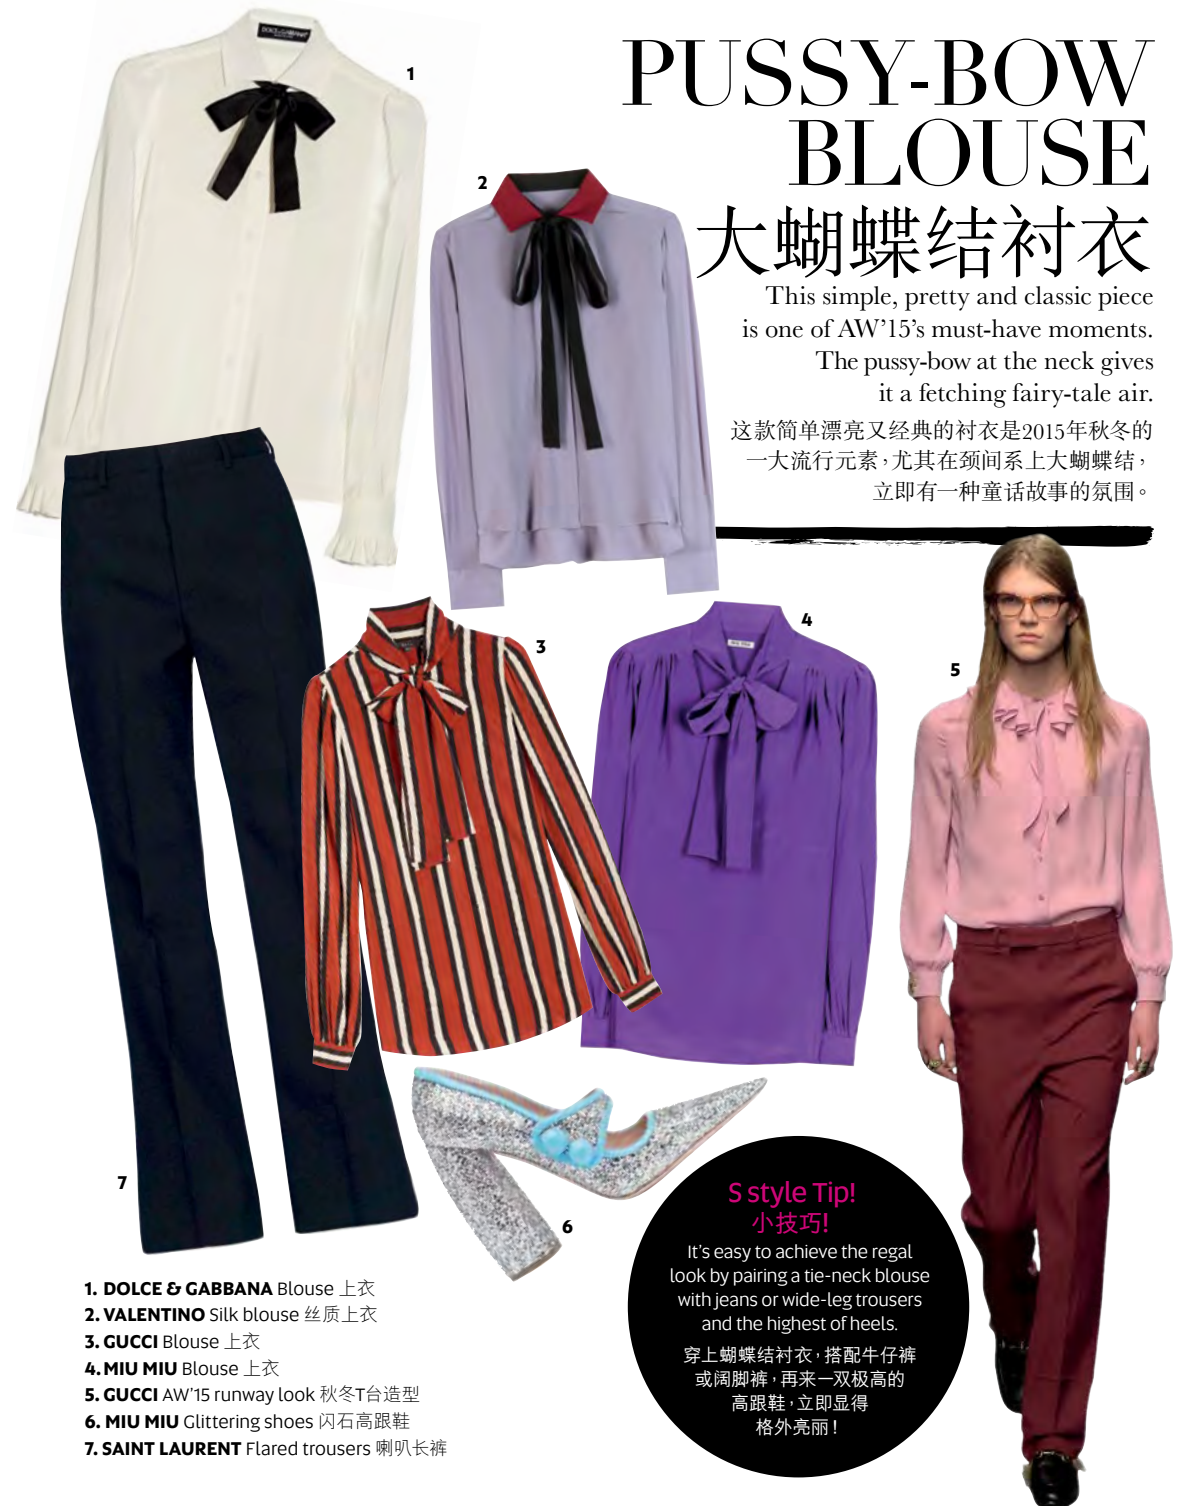 PUSSY-BOW
BLOUSE
大蝴蝶结衬衣
This simple, pretty and classic piece
is one of AW'15's must-have moments.
The pussy-bow at the neck gives
it a fetching fairy-tale air.
这款简单漂亮又经典的衬衣是2015年秋冬的
一大流行元素，尤其在颈间系上大蝴蝶结，
立即有一种童话故事的氛围。
DOLCE & GABBANA
1
2
3
4
5
6
7
S style Tip!
小技巧!
It's easy to achieve the regal
look by pairing a tie-neck blouse
with jeans or wide-leg trousers
and the highest of heels.
穿上蝴蝶结衬衣，搭配牛仔裤
或阔脚裤，再来一双极高的
高跟鞋，立即显得
格外亮丽！
1. DOLCE & GABBANA Blouse 上衣
2. VALENTINO Silk blouse 丝质上衣
3. GUCCI Blouse 上衣
4. MIU MIU Blouse 上衣
5. GUCCI AW'15 runway look 秋冬T台造型
6. MIU MIU Glittering shoes 闪石高跟鞋
7. SAINT LAURENT Flared trousers 喇叭长裤